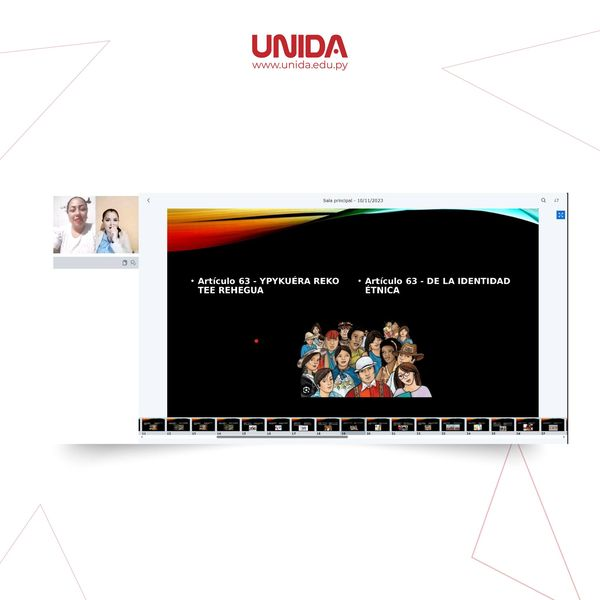 UNIDA
www.unida.edu.py
Sala principal - 10/11/2023
• Artículo 63 - YPYKUÉRA REKO
TEE REHEGUA
• Artículo 63 - DE LA IDENTIDAD
ÉTNICA